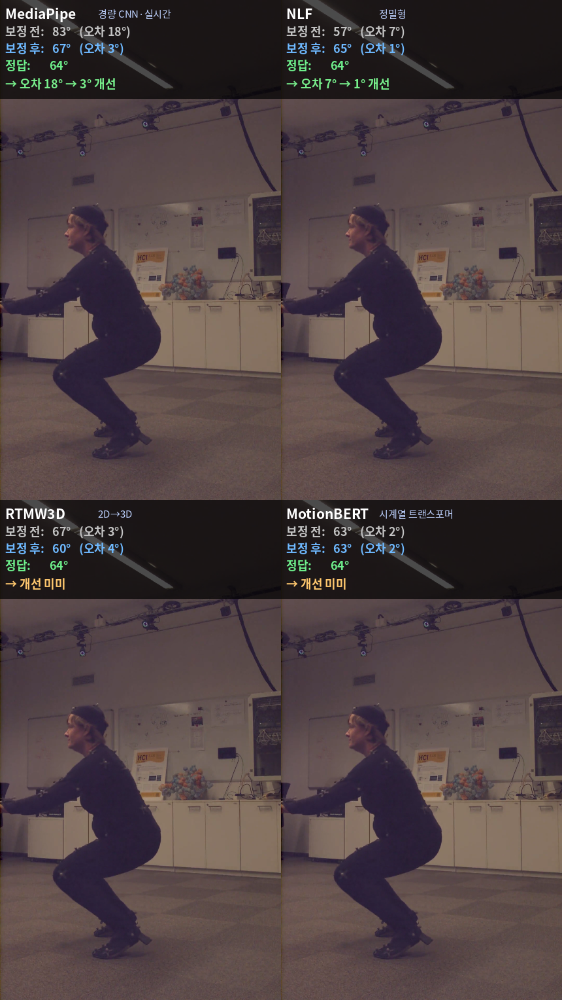 MediaPipe 경량 CNN·실시간
보정 전: 83° (오차 18°)
보정 후: 67° (오차 3°)
정답: 64°
→ 오차 18° → 3° 개선
NLF 정밀형
보정 전: 57° (오차 7°)
보정 후: 65° (오차 1°)
정답: 64°
→ 오차 7° → 1° 개선
HCI
HCI
RTMW3D 2D→3D
보정 전: 67° (오차 3°)
보정 후: 60° (오차 4°)
정답: 64°
→ 개선 미미
MotionBERT 시계열 트랜스포머
보정 전: 63° (오차 2°)
보정 후: 63° (오차 2°)
정답: 64°
→ 개선 미미
HCI
HCI